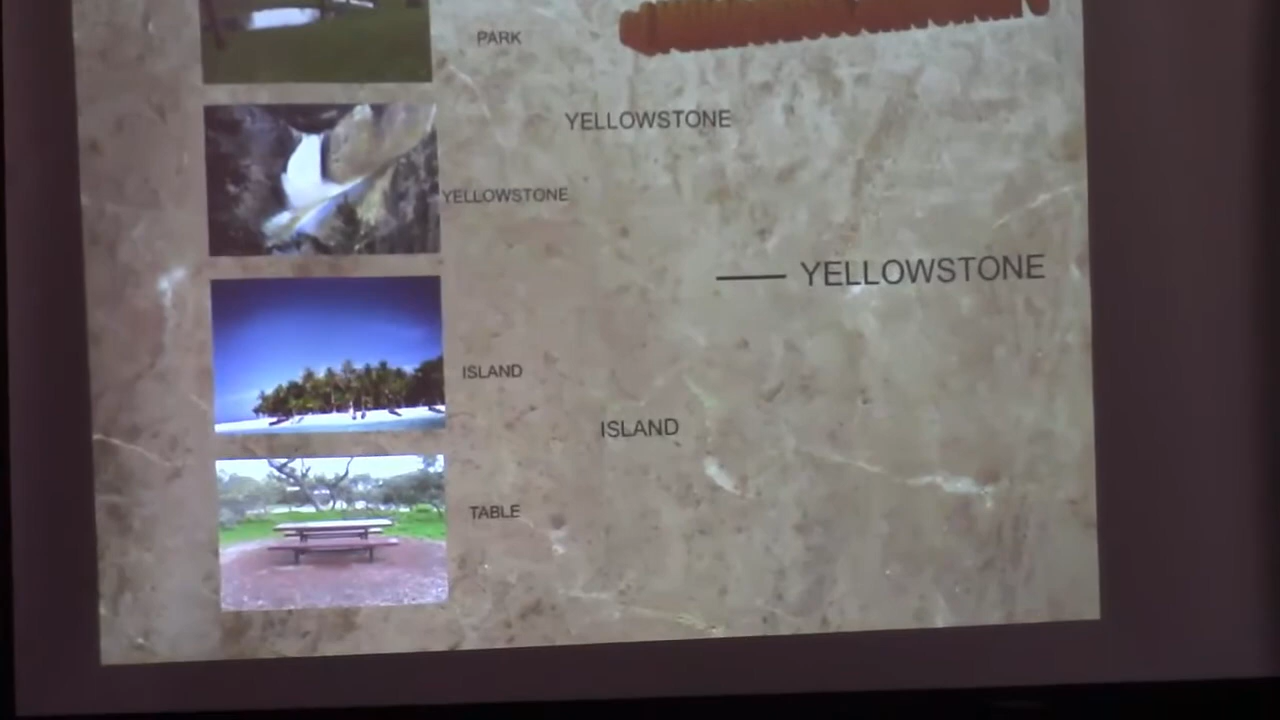 PARK
YELLOWSTONE
YELLOWSTONE
YELLOWSTONE
ISLAND
ISLAND
TABLE